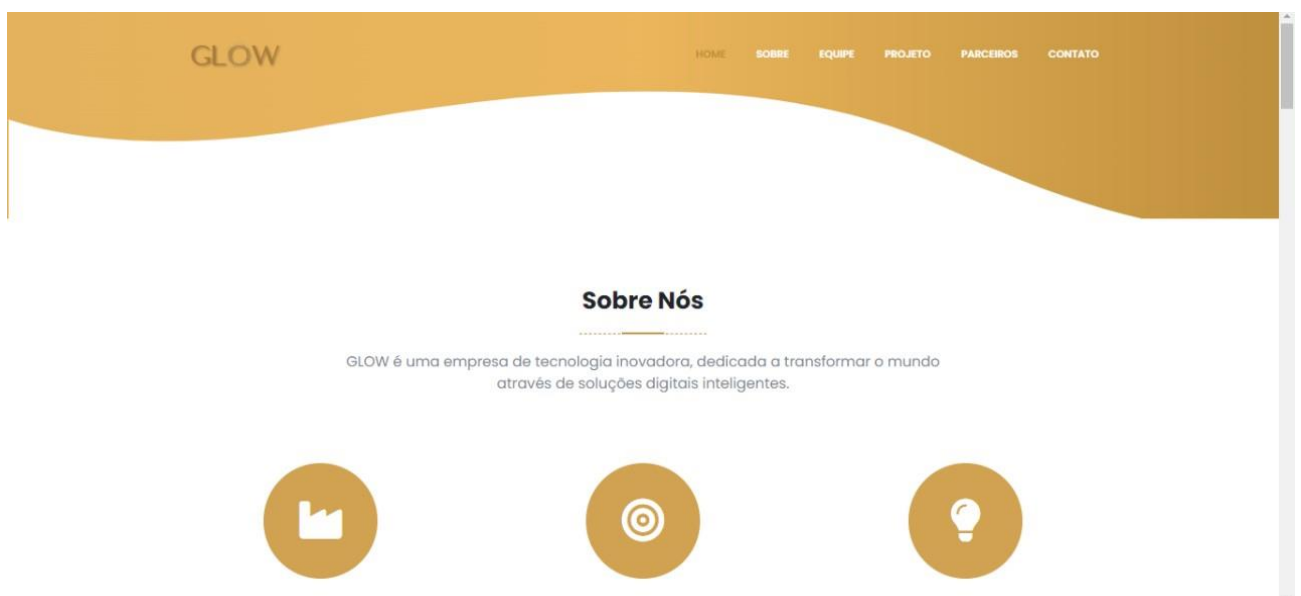 GLOW
HOME SOBRE EQUIPE PROJETO PARCEIROS CONTATO
Sobre Nós
GLOW é uma empresa de tecnologia inovadora, dedicada a transformar o mundo
através de soluções digitais inteligentes.